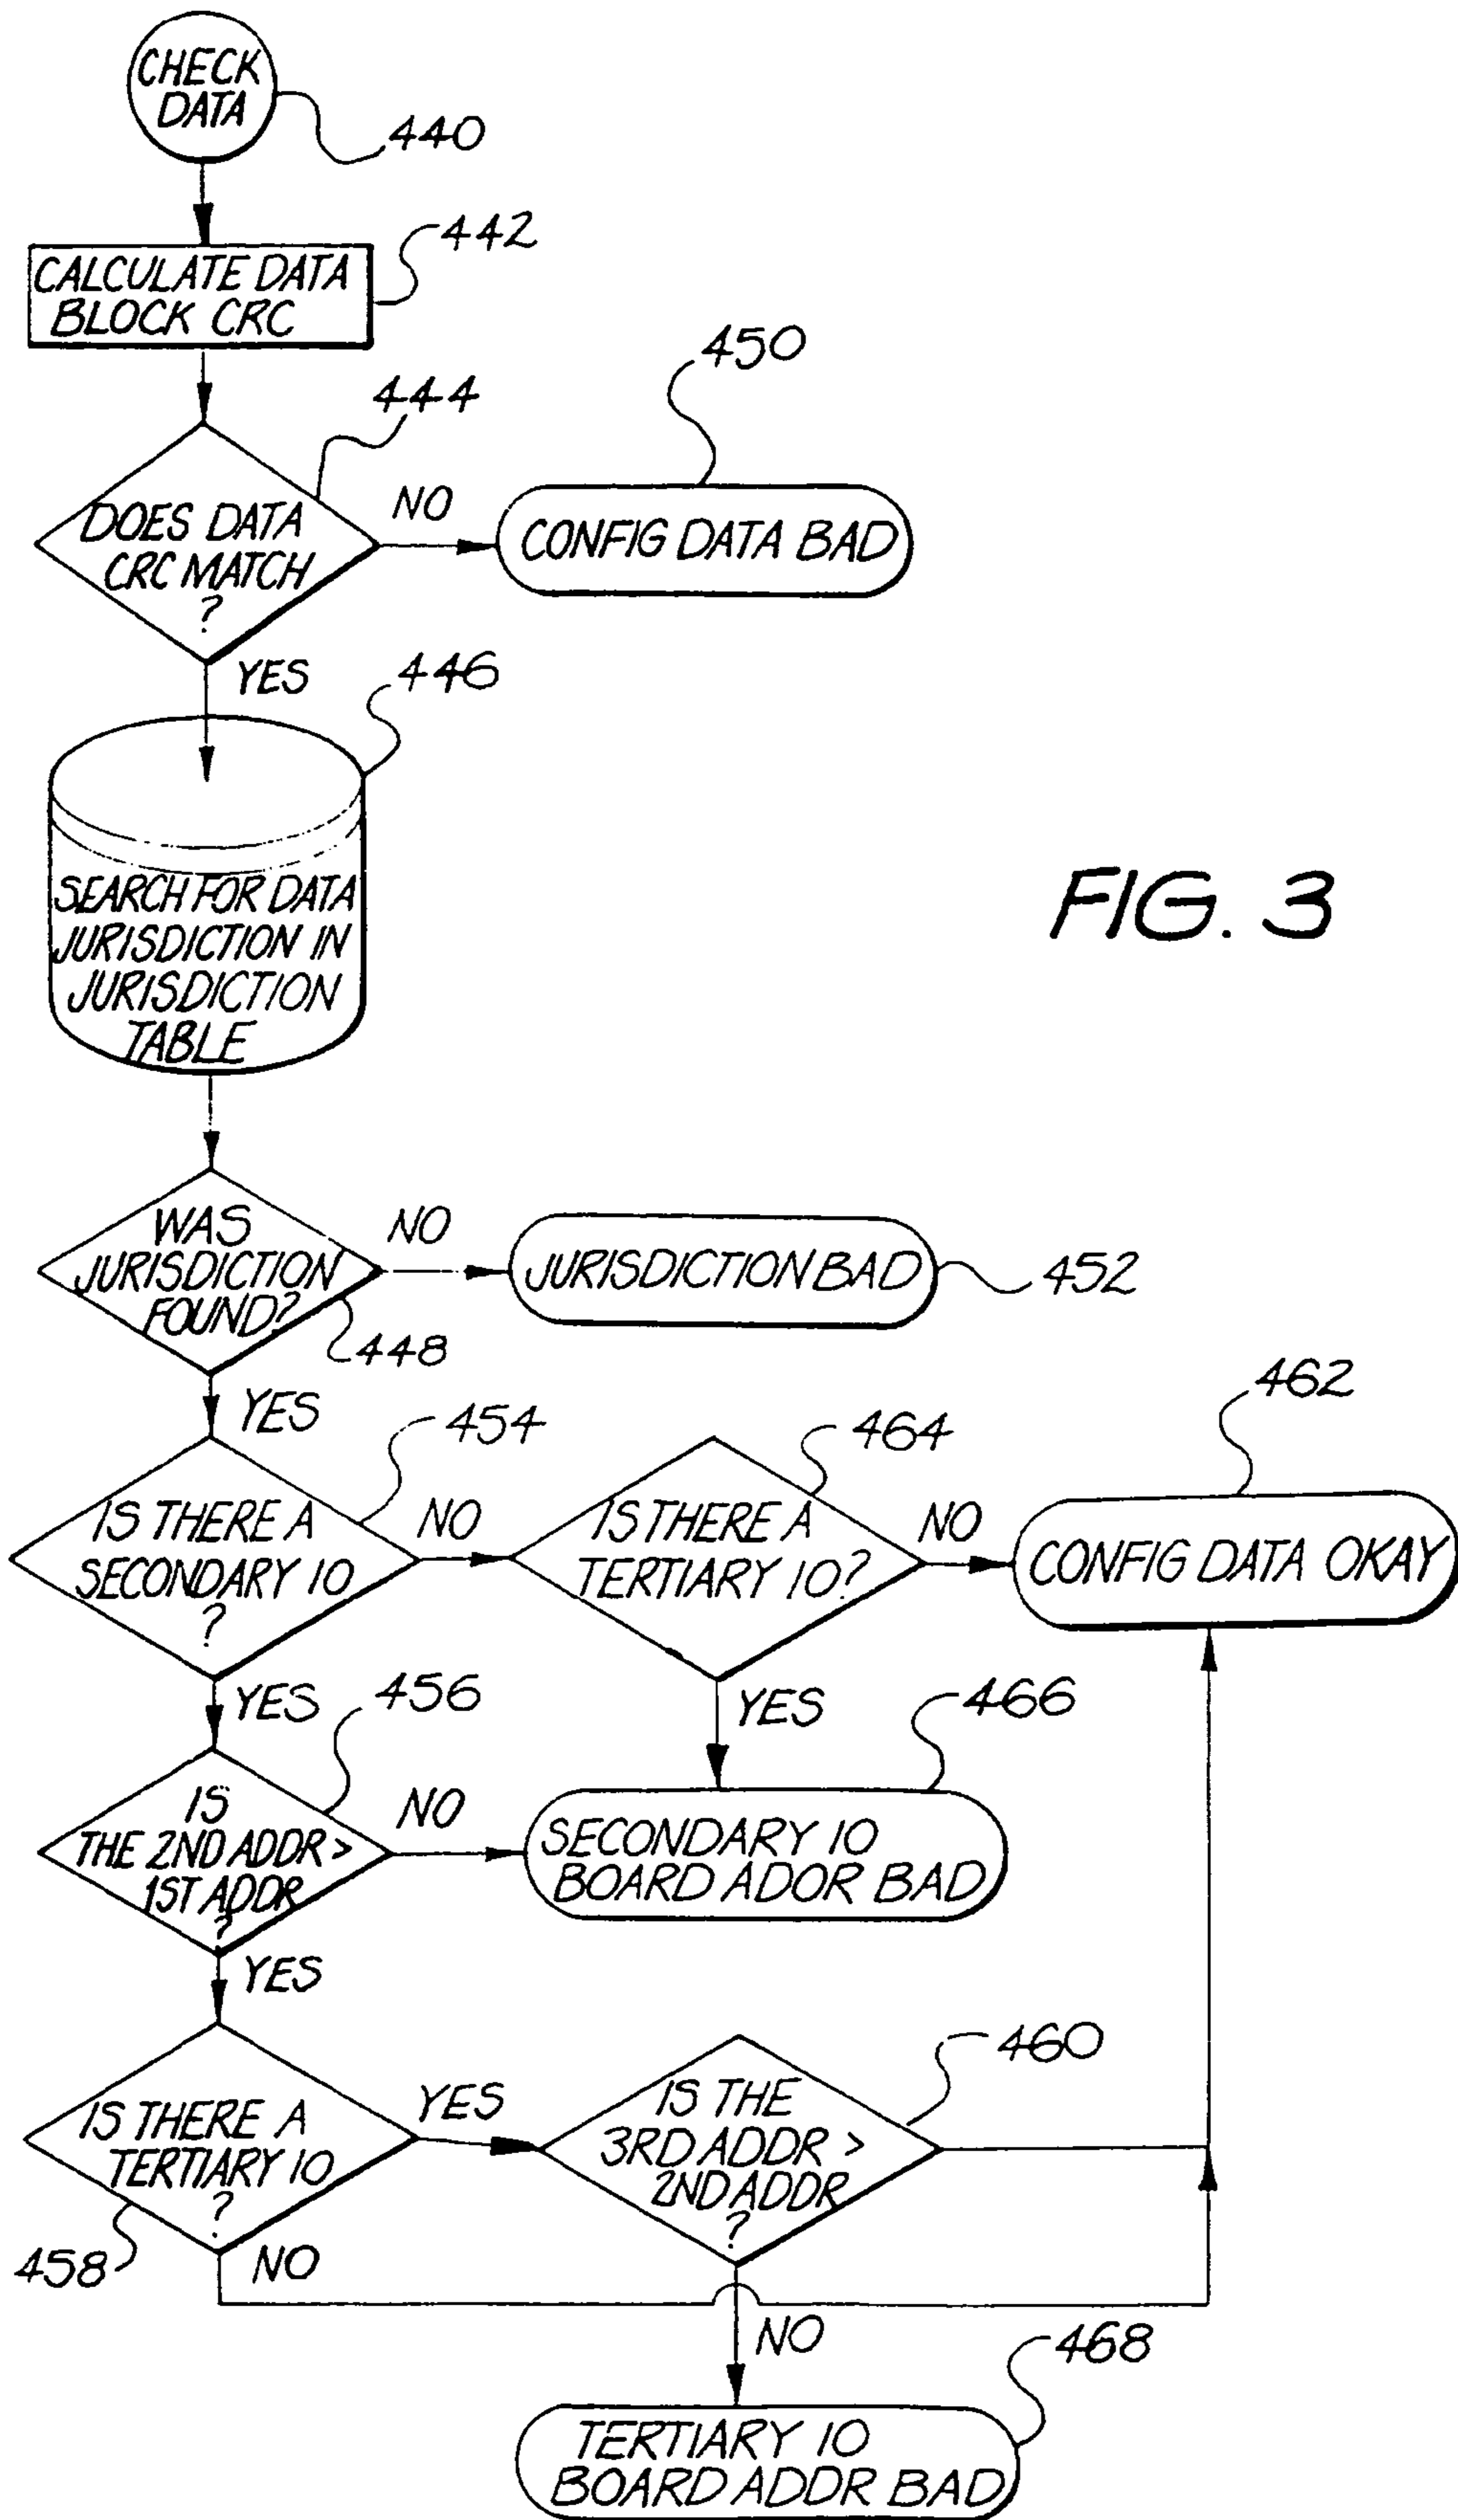 CHECK
DATA
440
442
CALCULATE DATA
BLOCK CRC
450
444
NO
DOES DATA
CRC MATCH
?
CONFIG DATA BAD
YES
446
SEARCH FOR DATA
JURISDICTION IN
JURISDICTION
TABLE
FIG. 3
WAS
JURISDICTION
FOUND?
NO
JURISDICTION BAD
452
448
YES
462
454
464
IS THERE A
SECONDARY IO
?
NO
IS THERE A
TERTIARY IO?
NO
CONFIG DATA OKAY
YES
456
YES
466
IS
THE 2ND ADDR >
1ST ADDR
?
NO
SECONDARY IO
BOARD ADOR BAD
YES
460
IS THERE A
TERTIARY IO
?
YES
IS THE
3RD ADDR >
2ND ADDR
?
458
NO
NO
468
TERTIARY IO
BOARD ADDR BAD